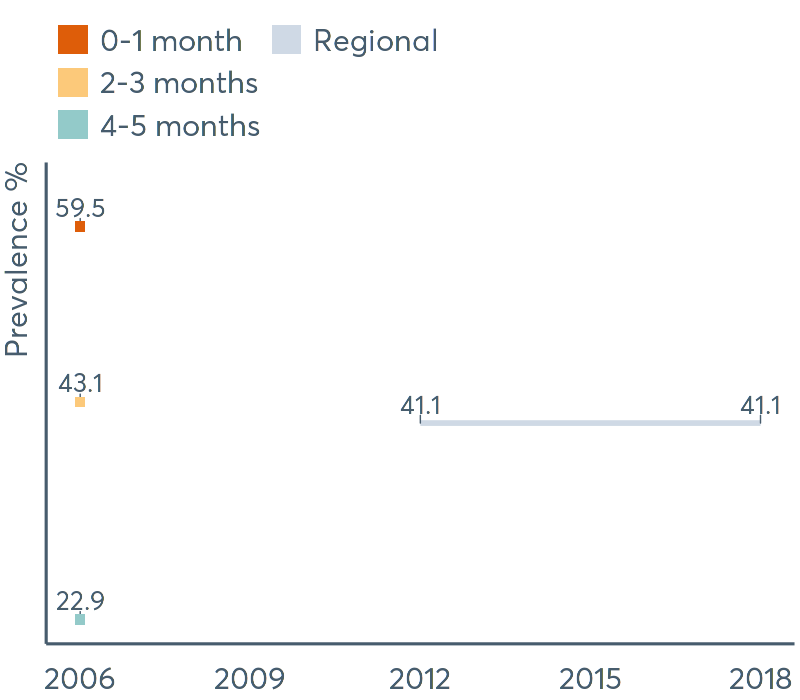 0-1 month
Regional
2-3 months
4-5 months
Prevalence %
59.5
43.1
41.1
41.1
22.9
2006
2009
2012
2015
2018